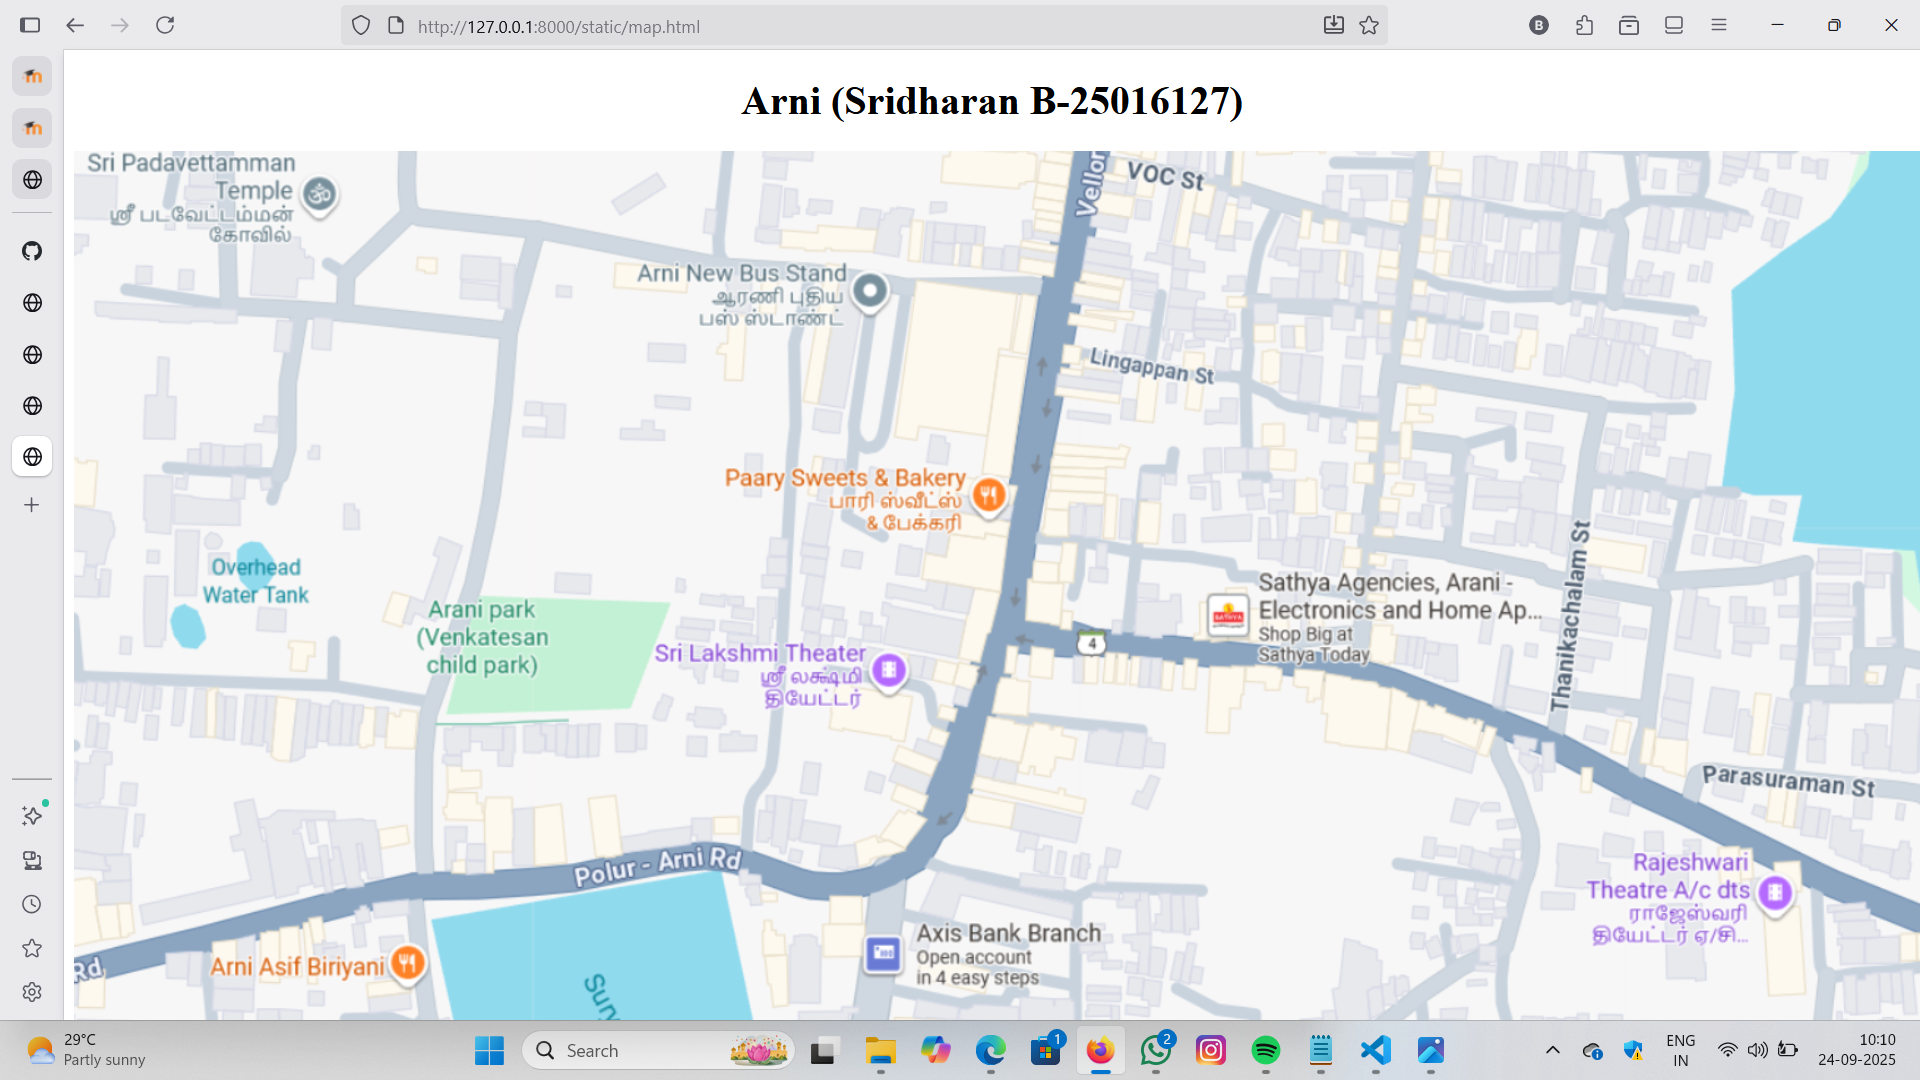 http://127.0.0.1:8000/static/map.html
Arni (Sridharan B-25016127)
Sri Padavettamman
Temple
ஸ்ரீ படவேட்டம்மன்
கோவில்
Vellor
VOC St
Arni New Bus Stand
ஆரணி புதிய
பஸ் ஸ்டாண்ட்
Lingappan St
Paary Sweets & Bakery
பாரி ஸ்வீட்ஸ்
& பேக்கரி
Overhead
Water Tank
Arani park
(Venkatesan
child park)
Sri Lakshmi Theater
ஸ்ரீ லக்ஷ்மி
தியேட்டர்
4
Sathya Agencies, Arani -
Electronics and Home Ap...
Shop Big at
Sathya Today
SATHYA
Thanikachalam St
Parasuraman St
Polur - Arni Rd
Rajeshwari
Theatre A/c dts
ராஜேஸ்வரி
தியேட்டர் ஏ/சி...
Rd
Arni Asif Biriyani
Sury
Axis Bank Branch
Open account
in 4 easy steps
29°C
Partly sunny
Search
1
2
ENG
IN
10:10
24-09-2025